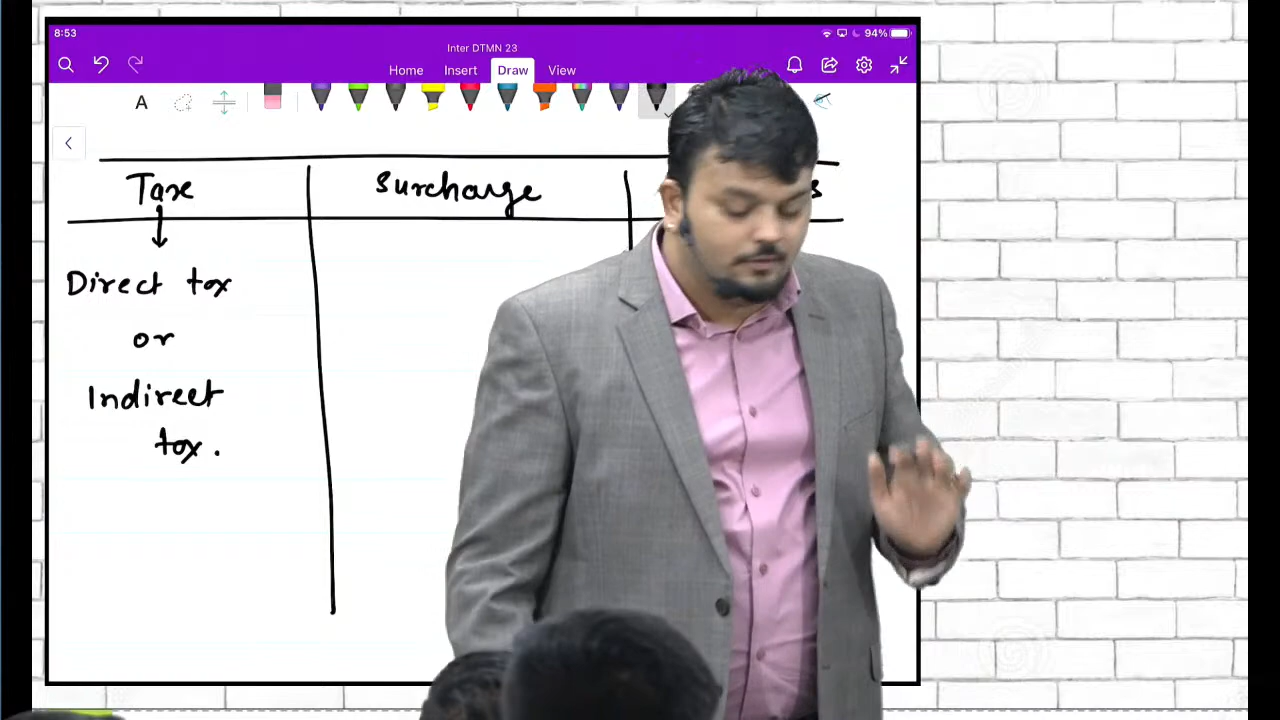 8:53
94%
Inter DTMN 23
Home Insert Draw View
A
Tax Surcharge
Direct tax
or
Indirect
tax.